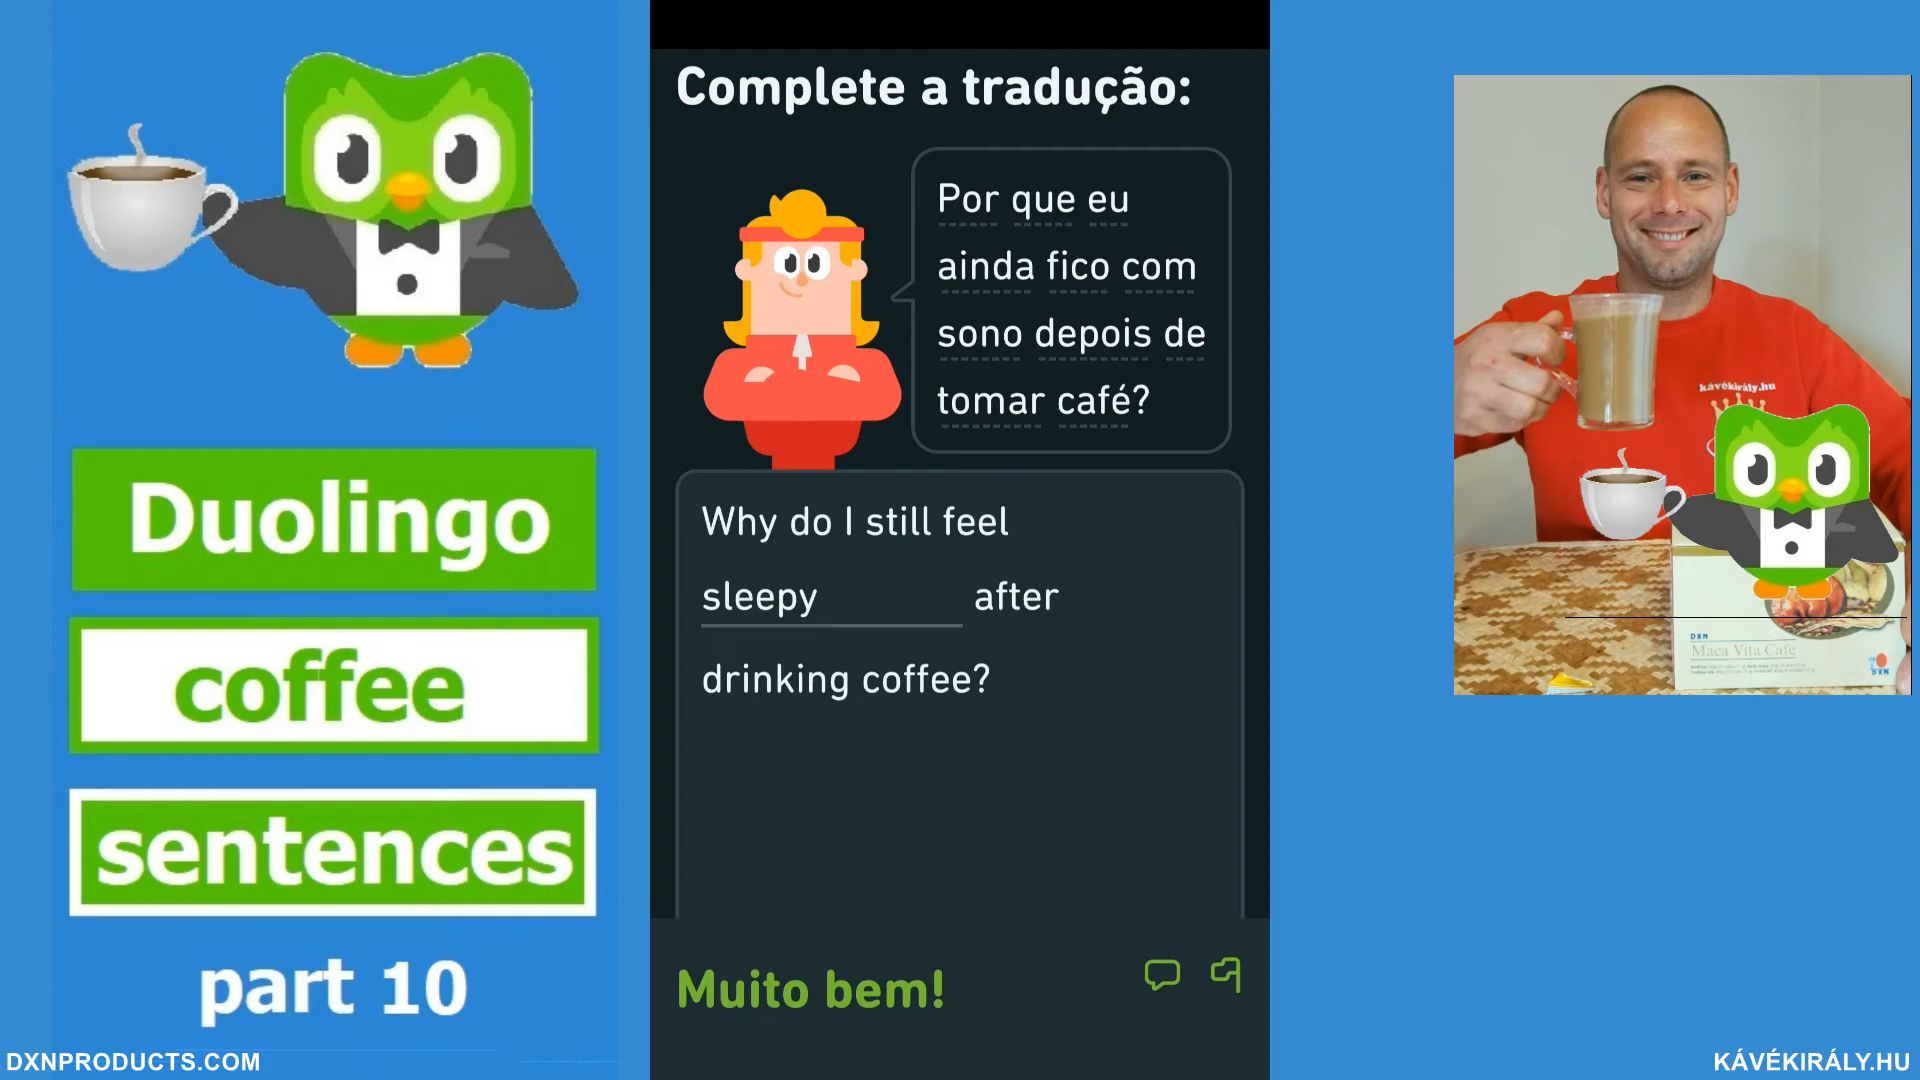 Duolingo
coffee
sentences
part 10
DXNPRODUCTS.COM
Complete a tradução:
Por que eu
ainda fico com
sono depois de
tomar café?
Why do I still feel
sleepy after
drinking coffee?
Muito bem!
kávékirály.hu
DXN
Maca Vita Cafe
DXN
KÁVÉKIRÁLY.HU